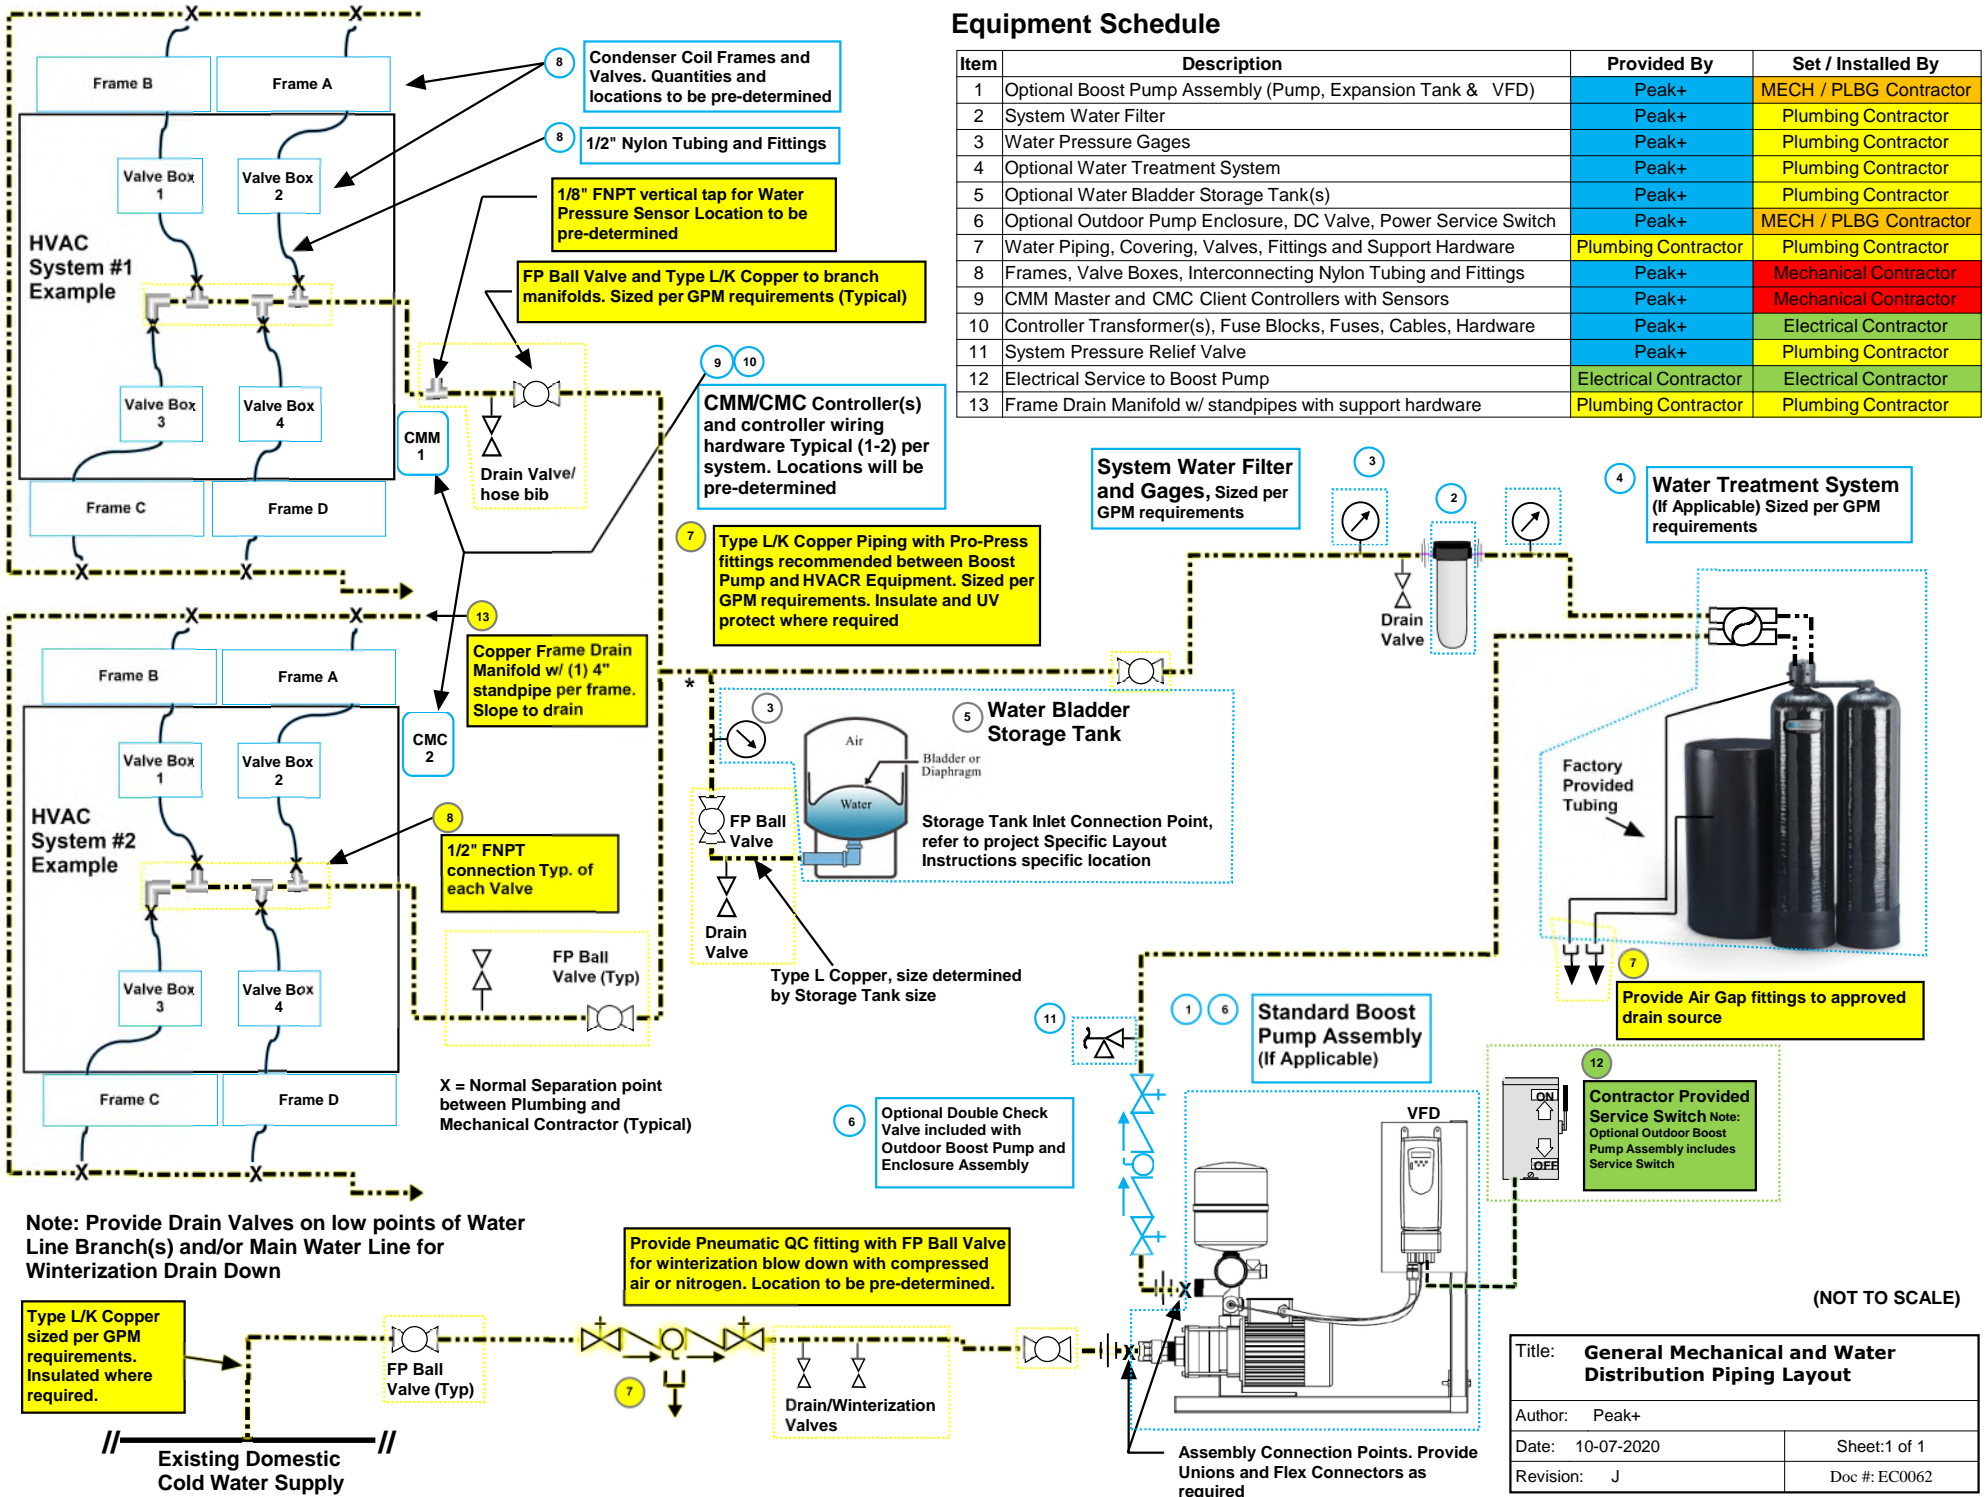 Equipment Schedule
Item Description Provided By Set / Installed By
1 Optional Boost Pump Assembly (Pump, Expansion Tank & VFD) Peak+ MECH / PLBG Contractor
2 System Water Filter Peak+ Plumbing Contractor
3 Water Pressure Gages Peak+ Plumbing Contractor
4 Optional Water Treatment System Peak+ Plumbing Contractor
5 Optional Water Bladder Storage Tank(s) Peak+ Plumbing Contractor
6 Optional Outdoor Pump Enclosure, DC Valve, Power Service Switch Peak+ MECH / PLBG Contractor
7 Water Piping, Covering, Valves, Fittings and Support Hardware Plumbing Contractor Plumbing Contractor
8 Frames, Valve Boxes, Interconnecting Nylon Tubing and Fittings Peak+ Mechanical Contractor
9 CMM Master and CMC Client Controllers with Sensors Peak+ Mechanical Contractor
10 Controller Transformer(s), Fuse Blocks, Fuses, Cables, Hardware Peak+ Electrical Contractor
11 System Pressure Relief Valve Peak+ Plumbing Contractor
12 Electrical Service to Boost Pump Electrical Contractor Electrical Contractor
13 Frame Drain Manifold w/ standpipes with support hardware Plumbing Contractor Plumbing Contractor
X X
Frame B Frame A
8
Condenser Coil Frames and
Valves. Quantities and
locations to be pre-determined
8
1/2" Nylon Tubing and Fittings
Valve Box
1
Valve Box
2
HVAC
System #1
Example
X X
X X
1/8" FNPT vertical tap for Water
Pressure Sensor Location to be
pre-determined
FP Ball Valve and Type L/K Copper to branch
manifolds. Sized per GPM requirements (Typical)
Valve Box
3
Valve Box
4
CMM
1
Drain Valve/
hose bib
9 10
CMM/CMC Controller(s)
and controller wiring
hardware Typical (1-2) per
system. Locations will be
pre-determined
Frame C Frame D
X X
7
Type L/K Copper Piping with Pro-Press
fittings recommended between Boost
Pump and HVACR Equipment. Sized per
GPM requirements. Insulate and UV
protect where required
System Water Filter
and Gages, Sized per
GPM requirements
3
2
4
Water Treatment System
(If Applicable) Sized per GPM
requirements
Drain
Valve
X X
13
Copper Frame Drain
Manifold w/ (1) 4"
standpipe per frame.
Slope to drain
Frame B Frame A
*
CMC
2
Valve Box
1
Valve Box
2
HVAC
System #2
Example
X X
X X
8
1/2" FNPT
connection Typ. of
each Valve
3
5
Water Bladder
Storage Tank
Air
Bladder or
Diaphragm
Water
FP Ball
Valve
Storage Tank Inlet Connection Point,
refer to project Specific Layout
Instructions specific location
Drain
Valve
Type L Copper, size determined
by Storage Tank size
Factory
Provided
Tubing
7
Provide Air Gap fittings to approved
drain source
Valve Box
3
Valve Box
4
FP Ball
Valve (Typ)
Frame C Frame D
X X
X = Normal Separation point
between Plumbing and
Mechanical Contractor (Typical)
11
1 6
Standard Boost
Pump Assembly
(If Applicable)
6
Optional Double Check
Valve included with
Outdoor Boost Pump and
Enclosure Assembly
VFD
ON
OFF
12
Contractor Provided
Service Switch Note:
Optional Outdoor Boost
Pump Assembly includes
Service Switch
Note: Provide Drain Valves on low points of Water
Line Branch(s) and/or Main Water Line for
Winterization Drain Down
Provide Pneumatic QC fitting with FP Ball Valve
for winterization blow down with compressed
air or nitrogen. Location to be pre-determined.
X
X
Type L/K Copper
sized per GPM
requirements.
Insulated where
required.
FP Ball
Valve (Typ)
7
Drain/Winterization
Valves
// //
Existing Domestic
Cold Water Supply
Assembly Connection Points. Provide
Unions and Flex Connectors as
required
(NOT TO SCALE)
Title: General Mechanical and Water
Distribution Piping Layout
Author: Peak+
Date: 10-07-2020 Sheet:1 of 1
Revision: J Doc #: EC0062